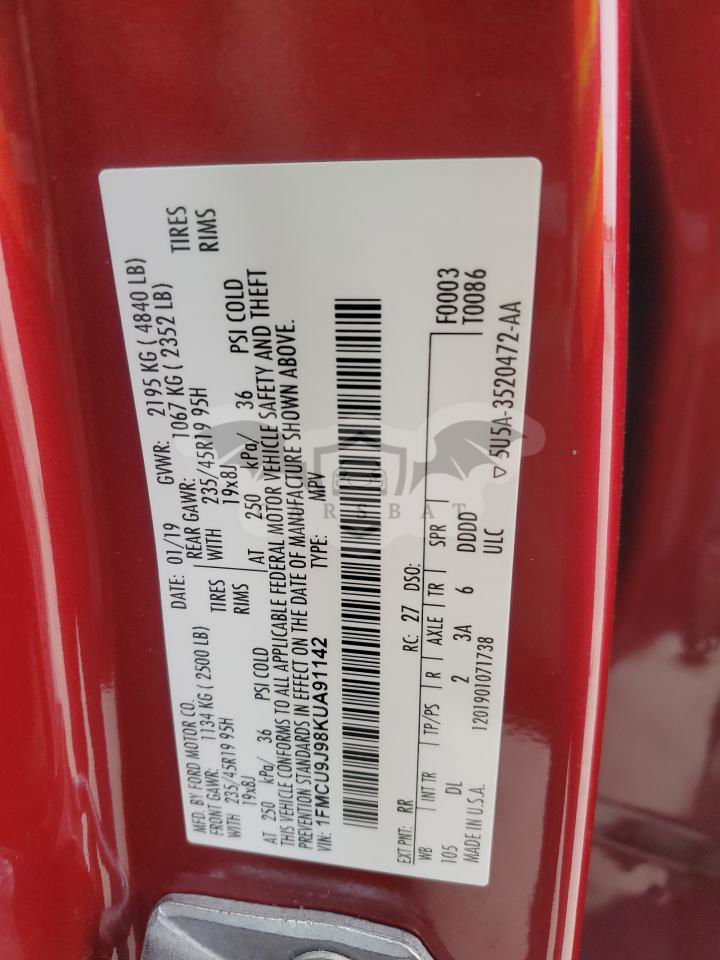 MFD. BY FORD MOTOR CO. DATE: 01/19 GVWR: 2195 KG ( 4840 LB)
FRONT GAWR: 1134 KG ( 2500 LB) REAR GAWR: 1067 KG ( 2352 LB)
WITH 235/45R19 95H TIRES WITH 235/45R19 95H TIRES
19x8J RIMS 19x8J RIMS
AT 250 kPa/ 36 PSI COLD AT 250 kPa/ 36 PSI COLD
THIS VEHICLE CONFORMS TO ALL APPLICABLE FEDERAL MOTOR VEHICLE SAFETY AND THEFT
PREVENTION STANDARDS IN EFFECT ON THE DATE OF MANUFACTURE SHOWN ABOVE.
VIN: 1FMCU9J98KUA91142 TYPE: MPV
F0003
EXT PNT: RR RC: 27 DSO: T0086
WB INT TR TP/PS R AXLE TR SPR
105 DL 2 3A 6 DDDD
MADE IN U.S.A. 1201901071738 ULC ▽5U5A-3520472-AA
RSBAT